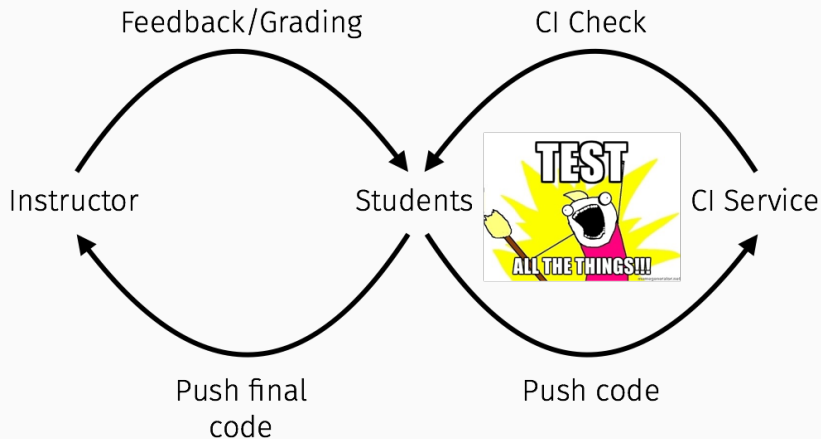 Feedback/Grading
CI Check
TEST
Instructor
Students
CI Service
ALL THE THINGS!!!
Push final
code
Push code